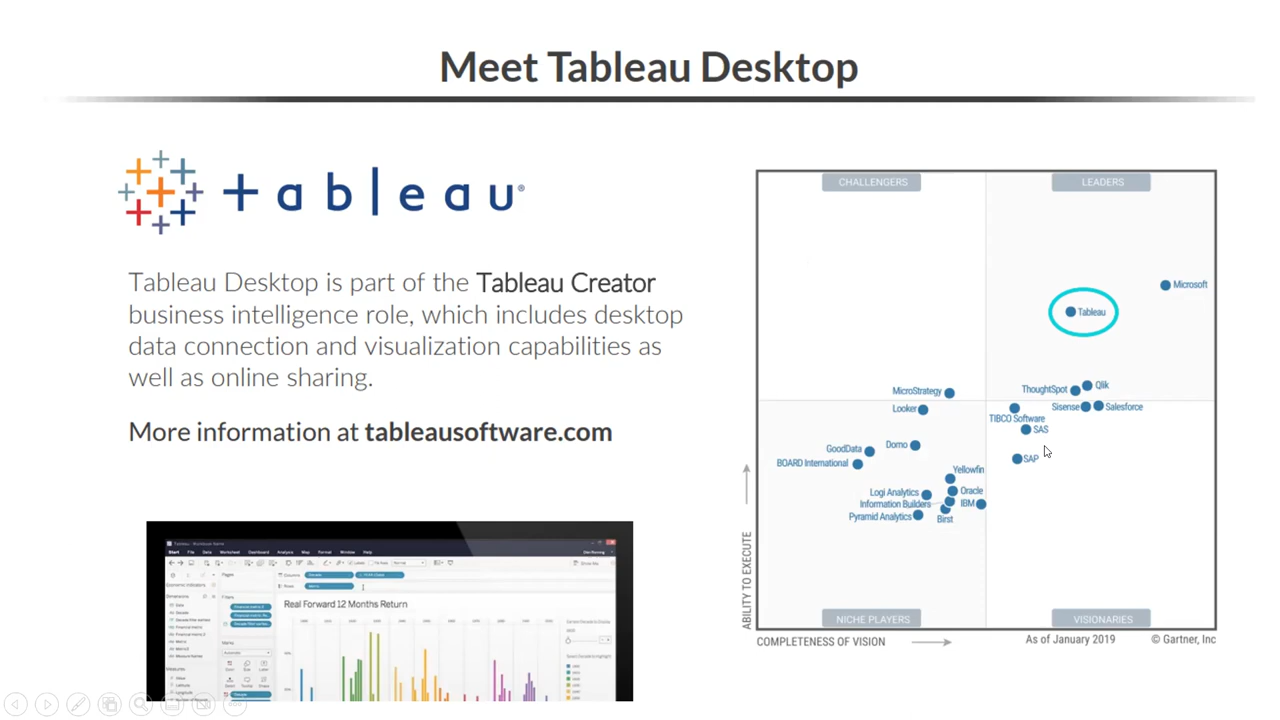 Meet Tableau Desktop
+ a b | e a u®
Tableau Desktop is part of the Tableau Creator
business intelligence role, which includes desktop
data connection and visualization capabilities as
well as online sharing.
More information at tableausoftware.com
Real Forward 12 Months Return
CHALLENGERS
LEADERS
Microsoft
Tableau
MicroStrategy
ThoughtSpot
Qlik
Looker
Sisense
Salesforce
TIBCO Software
SAS
Domo
GoodData
BOARD International
SAP
Yellowfin
Logi Analytics
Oracle
Information Builders
IBM
Pyramid Analytics
Birst
NICHE PLAYERS
VISIONARIES
ABILITY TO EXECUTE
COMPLETENESS OF VISION
As of January 2019
© Gartner, Inc